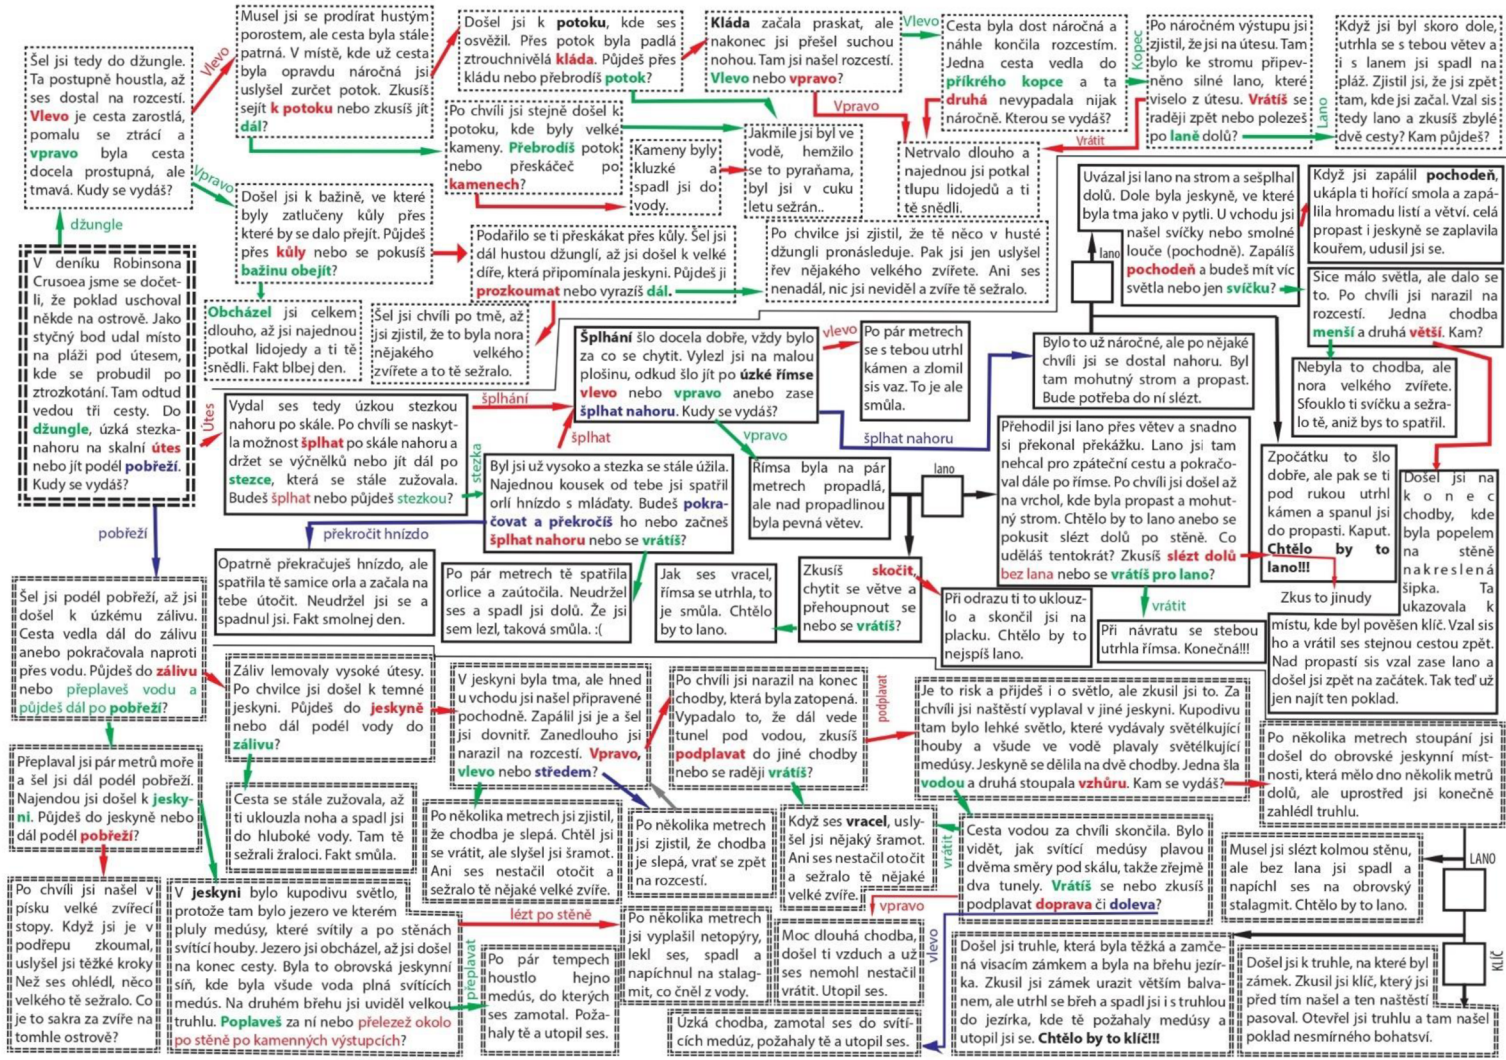 Šel jsi tedy do džungle.
Ta postupně houstla, až
ses dostal na rozcestí.
Vlevo je cesta zarostlá,
pomalu se ztrácí a
vpravo byla cesta
docela prostupná, ale
tmavá. Kudy se vydáš?
Vlevo
Vpravo
džungle
Musel jsi se prodírat hustým
porostem, ale cesta byla stále
patrná. V místě, kde už cesta
byla opravdu náročná jsi
uslyšel zurčet potok. Zkusíš
sejít k potoku nebo zkusíš jít
dál?
Došel jsi k potoku, kde ses
osvěžil. Přes potok byla padlá
ztrouchnivělá kláda. Půjdeš přes
kládu nebo přebrodíš potok?
Kláda začala praskat, ale
nakonec jsi přešel suchou
nohou. Tam jsi našel rozcestí.
Vlevo nebo vpravo?
Vlevo
Vpravo
Cesta byla dost náročná a
náhle končila rozcestím.
Jedna cesta vedla do
příkrého kopce a ta
druhá nevypadala nijak
náročně. Kterou se vydáš?
Kopec
Po náročném výstupu jsi
zjistil, že jsi na útesu. Tam
bylo ke stromu připevně-
no silné lano, které
viselo z útesu. Vrátíš se
raději zpět nebo polezeš
po laně dolů?
Lano
Vrátit
Když jsi byl skoro dole,
utrhla se s tebou větev a
i s lanem jsi spadl na
pláž. Zjistil jsi, že jsi zpět
tam, kde jsi začal. Vzal sis
tedy lano a zkusíš zbylé
dvě cesty? Kam půjdeš?
Po chvíli jsi stejně došel k
potoku, kde byly velké
kameny. Přebrodíš potok
nebo přeskáčeč po
kamenech?
Kameny byly
kluzké a
spadl jsi do
vody.
Jakmile jsi byl ve
vodě, hemžilo
se to pyraňama,
byl jsi v cuku
letu sežrán..
Netrvalo dlouho a
najednou jsi potkal
tlupu lidojedů a ti
tě snědli.
Došel jsi k bažině, ve které
byly zatlučeny kůly přes
které by se dalo přejít. Půjdeš
přes kůly nebo se pokusíš
bažinu obejít?
Podařilo se ti přeskákat přes kůly. Šel jsi
dál hustou džunglí, až jsi došel k velké
díře, která připomínala jeskyni. Půjdeš ji
prozkoumat nebo vyrazíš dál.
Po chvilce jsi zjistil, že tě něco v husté
džungli pronásleduje. Pak jsi jen uslyšel
řev nějakého velkého zvířete. Ani ses
nenadál, nic jsi neviděl a zvíře tě sežralo.
Obcházel jsi celkem
dlouho, až jsi najednou
potkal lidojedy a ti tě
snědli. Fakt blbej den.
Šel jsi chvíli po tmě, až
jsi zjistil, že to byla nora
nějakého velkého
zvířete a to tě sežralo.
V deníku Robinsona
Crusoea jsme se dočet-
li, že poklad uschoval
někde na ostrově. Jako
styčný bod udal místo
na pláži pod útesem,
kde se probudil po
ztrozkotání. Tam odtud
vedou tři cesty. Do
džungle, úzká stezka-
nahoru na skalní útes
nebo jít podél pobřeží.
Kudy se vydáš?
Útes
pobřeží
Vydal ses tedy úzkou stezkou
nahoru po skále. Po chvíli se naskyt-
la možnost šplhat po skále nahoru a
držet se výčnělků nebo jít dál po
stezce, která se stále zužovala.
Budeš šplhat nebo půjdeš stezkou?
šplhání
stezka
Šplhání šlo docela dobře, vždy bylo
za co se chytit. Vylezl jsi na malou
plošinu, odkud šlo jít po úzké římse
vlevo nebo vpravo anebo zase
šplhat nahoru. Kudy se vydáš?
šplhat
vlevo
vpravo
šplhat nahoru
Po pár metrech
se s tebou utrhl
kámen a zlomil
sis vaz. To je ale
smůla.
Byl jsi už vysoko a stezka se stále úžila.
Najednou kousek od tebe jsi spatřil
orlí hnízdo s mláďaty. Budeš pokra-
čovat a překročíš ho nebo začneš
šplhat nahoru nebo se vrátíš?
překročit hnízdo
Opatrně překračuješ hnízdo, ale
spatřila tě samice orla a začala na
tebe útočit. Neudržel jsi se a
spadnul jsi. Fakt smolnej den.
Po pár metrech tě spatřila
orlice a zaútočila. Neudržel
ses a spadl jsi dolů. Že jsi
sem lezl, taková smůla. :(
Římsa byla na pár
metrech propadlá,
ale nad propadlinou
byla pevná větev.
lano
Jak ses vracel,
římsa se utrhla, to
je smůla. Chtělo
by to lano.
Zkusíš skočit,
chytit se větve a
přehoupnout se
nebo se vrátíš?
Při odrazu ti to uklouz-
lo a skončil jsi na
placku. Chtělo by to
nejspíš lano.
Přehodil jsi lano přes větev a snadno
si překonal překážku. Lano jsi tam
nehcal pro zpáteční cestu a pokračo-
val dále po římse. Po chvíli jsi došel až
na vrchol, kde byla propast a mohut-
ný strom. Chtělo by to lano anebo se
pokusit slézt dolů po stěně. Co
uděláš tentokrát? Zkusíš slézt dolů
bez lana nebo se vrátíš pro lano?
vrátit
Při návratu se stebou
utrhla římsa. Konečná!!!
Bylo to už náročné, ale po nějaké
chvíli jsi se dostal nahoru. Byl
tam mohutný strom a propast.
Bude potřeba do ní slézt.
lano
Uvázal jsi lano na strom a sešplhal
dolů. Dole byla jeskyně, ve které
byla tma jako v pytli. U vchodu jsi
našel svíčky nebo smolné
louče (pochodně). Zapálíš
pochodeň a budeš mít víc
světla nebo jen svíčku?
Když jsi zapálil pochodeň,
ukápla ti hořící smola a zapá-
lila hromadu listí a větví. celá
propast i jeskyně se zaplavila
kouřem, udusil jsi se.
Sice málo světla, ale dalo se
to. Po chvíli jsi narazil na
rozcestí. Jedna chodba
menší a druhá větší. Kam?
Nebyla to chodba, ale
nora velkého zvířete.
Sfouklo ti svíčku a sežra-
lo tě, aniž bys to spatřil.
Zpočátku to šlo
dobře, ale pak se ti
pod rukou utrhl
kámen a spanul jsi
do propasti. Kaput.
Chtělo by to
lano!!!
Zkus to jinudy
Došel jsi na
konec
chodby, kde
byla popelem
na stěně
nakreslená
šipka. Ta
ukazovala k
místu, kde byl pověšen klíč. Vzal sis
ho a vrátil ses stejnou cestou zpět.
Nad propastí sis vzal zase lano a
došel jsi zpět na začátek. Tak teď už
jen najít ten poklad.
Šel jsi podél pobřeží, až jsi
došel k úzkému zálivu.
Cesta vedla dál do zálivu
anebo pokračovala naproti
přes vodu. Půjdeš do zálivu
nebo přeplaveš vodu a
půjdeš dál po pobřeží?
Záliv lemovaly vysoké útesy.
Po chvilce jsi došel k temné
jeskyni. Půjdeš do jeskyně
nebo dál podél vody do
zálivu?
Cesta se stále zužovala, až
ti uklouzla noha a spadl jsi
do hluboké vody. Tam tě
sežrali žraloci. Fakt smůla.
Přeplaval jsi pár metrů moře
a šel jsi dál podél pobřeží.
Najendou jsi došel k jesky-
ni. Půjdeš do jeskyně nebo
dál podél pobřeží?
Po chvíli jsi našel v
písku velké zvířecí
stopy. Když jsi je v
podřepu zkoumal,
uslyšel jsi těžké kroky
Než ses ohlédl, něco
velkého tě sežralo. Co
je to sakra za zvíře na
tomhle ostrově?
V jeskyni bylo kupodivu světlo,
protože tam bylo jezero ve kterém
pluly medúsy, které svítily a po stěnách
svítící houby. Jezero jsi obcházel, až jsi došel
na konec cesty. Byla to obrovská jeskynní
síň, kde byla všude voda plná svítících
medús. Na druhém břehu jsi uviděl velkou
truhlu. Poplaveš za ní nebo přelezež okolo
po stěně po kamenných výstupcích?
lézt po stěně
přeplavat
Po pár tempech
houstlo hejno
medús, do kterých
ses zamotal. Poža-
haly tě a utopil ses.
Po několika metrech
jsi vyplašil netopýry,
lekl ses, spadl a
napíchnul na stalag-
mit, co čněl z vody.
V jeskyni byla tma, ale hned
u vchodu jsi našel připravené
pochodně. Zapálil jsi je a šel
jsi dovnitř. Zanedlouho jsi
narazil na rozcestí. Vpravo,
vlevo nebo středem?
Po několika metrech jsi zjistil,
že chodba je slepá. Chtěl jsi
se vrátit, ale slyšel jsi šramot.
Ani ses nestačil otočit a
sežralo tě nějaké velké zvíře.
Po několika metrech
jsi zjistil, že chodba
je slepá, vrať se zpět
na rozcestí.
Po chvíli jsi narazil na konec
chodby, která byla zatopená.
Vypadalo to, že dál vede
tunel pod vodou, zkusíš
podplavat do jiné chodby
nebo se raději vrátíš?
podplavat
Když ses vracel, usly-
šel jsi nějaký šramot.
Ani ses nestačil otočit
a sežralo tě nějaké
velké zvíře.
Je to risk a přijdeš i o světlo, ale zkusil jsi to. Za
chvíli jsi naštěstí vyplaval v jiné jeskyni. Kupodivu
tam bylo lehké světlo, které vydávaly světélkující
houby a všude ve vodě plavaly světélkující
medúsy. Jeskyně se dělila na dvě chodby. Jedna šla
vodou a druhá stoupala vzhůru. Kam se vydáš?
vrátit
Cesta vodou za chvíli skončila. Bylo
vidět, jak svítící medúsy plavou
dvěma směry pod skálu, takže zřejmě
dva tunely. Vrátíš se nebo zkusíš
podplavat doprava či doleva?
vpravo
vlevo
Moc dlouhá chodba,
došel ti vzduch a už
ses nemohl nestačil
vrátit. Utopil ses.
Úzká chodba, zamotal ses do svítí-
cích medúz, požahaly tě a utopil ses.
Po několika metrech stoupání jsi
došel do obrovské jeskynní míst-
nosti, která mělo dno několik metrů
dolů, ale uprostřed jsi konečně
zahlédl truhlu.
LANO
Musel jsi slézt kolmou stěnu,
ale bez lana jsi spadl a
napíchl ses na obrovský
stalagmit. Chtělo by to lano.
KLÍČ
Došel jsi truhle, která byla těžká a zamče-
ná visacím zámkem a byla na břehu jezír-
ka. Zkusil jsi zámek urazit větším balva-
nem, ale utrhl se břeh a spadl jsi i s truhlou
do jezírka, kde tě požahaly medúsy a
utopil jsi se. Chtělo by to klíč!!!
Došel jsi k truhle, na které byl
zámek. Zkusil jsi klíč, který jsi
před tím našel a ten naštěstí
pasoval. Otevřel jsi truhlu a tam našel
poklad nesmírného bohatsví.